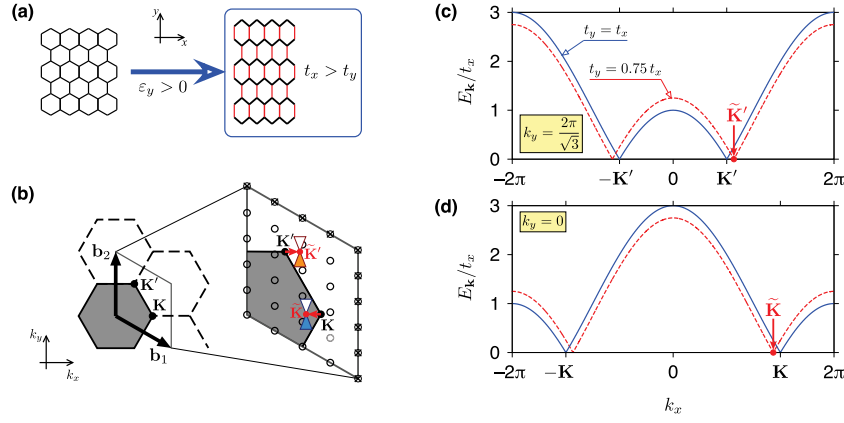 (a)
y
x
ε_y > 0
t_x > t_y
(b)
b_2
K′
K
b_1
k_y
k_x
K′
K̃′
K̃
K
(c)
E_k/t_x
3
2
1
0
t_y = t_x
t_y = 0.75 t_x
k_y = 2π/√3
K̃′
−2π
−K′
0
K′
2π
(d)
E_k/t_x
3
2
1
0
k_y = 0
K̃
−2π
−K
0
K
2π
k_x